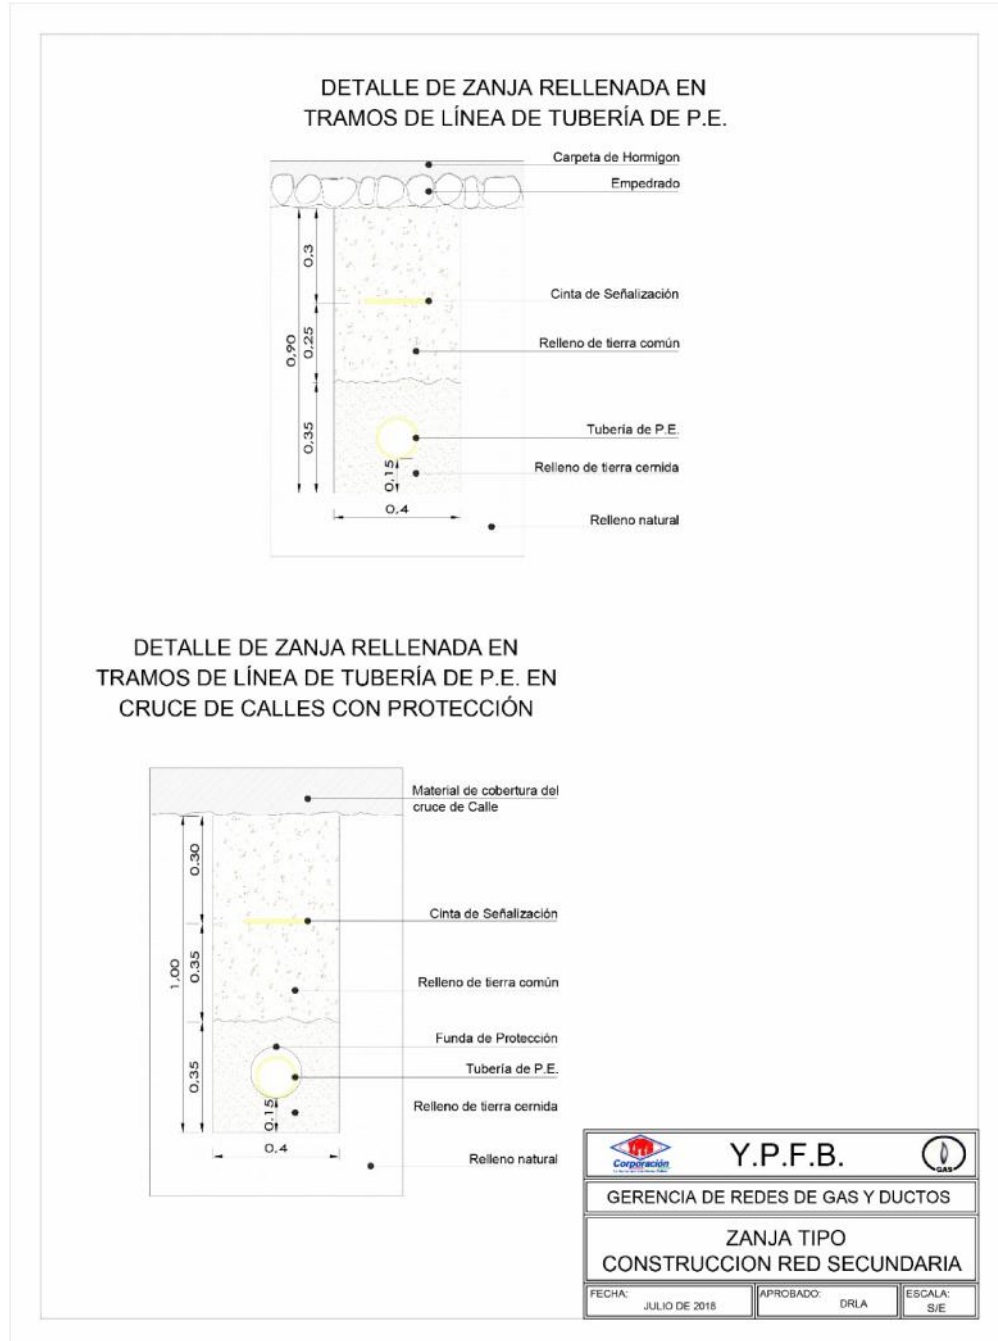 DETALLE DE ZANJA RELLENADA EN
TRAMOS DE LÍNEA DE TUBERÍA DE P.E.
Carpeta de Hormigon
Empedrado
0,3
Cinta de Señalización
0,25
0,90
Relleno de tierra común
0,35
Tubería de P.E.
0,15
Relleno de tierra cernida
0,4
Relleno natural
DETALLE DE ZANJA RELLENADA EN
TRAMOS DE LÍNEA DE TUBERÍA DE P.E. EN
CRUCE DE CALLES CON PROTECCIÓN
Material de cobertura del
cruce de Calle
0,30
Cinta de Señalización
0,35
1,00
Relleno de tierra común
Funda de Protección
0,35
Tubería de P.E.
0,15
Relleno de tierra cernida
0,4
Relleno natural
Corporación
Y.P.F.B.
GAS
GERENCIA DE REDES DE GAS Y DUCTOS
ZANJA TIPO
CONSTRUCCION RED SECUNDARIA
FECHA:
JULIO DE 2018
APROBADO:
DRLA
ESCALA:
S/E